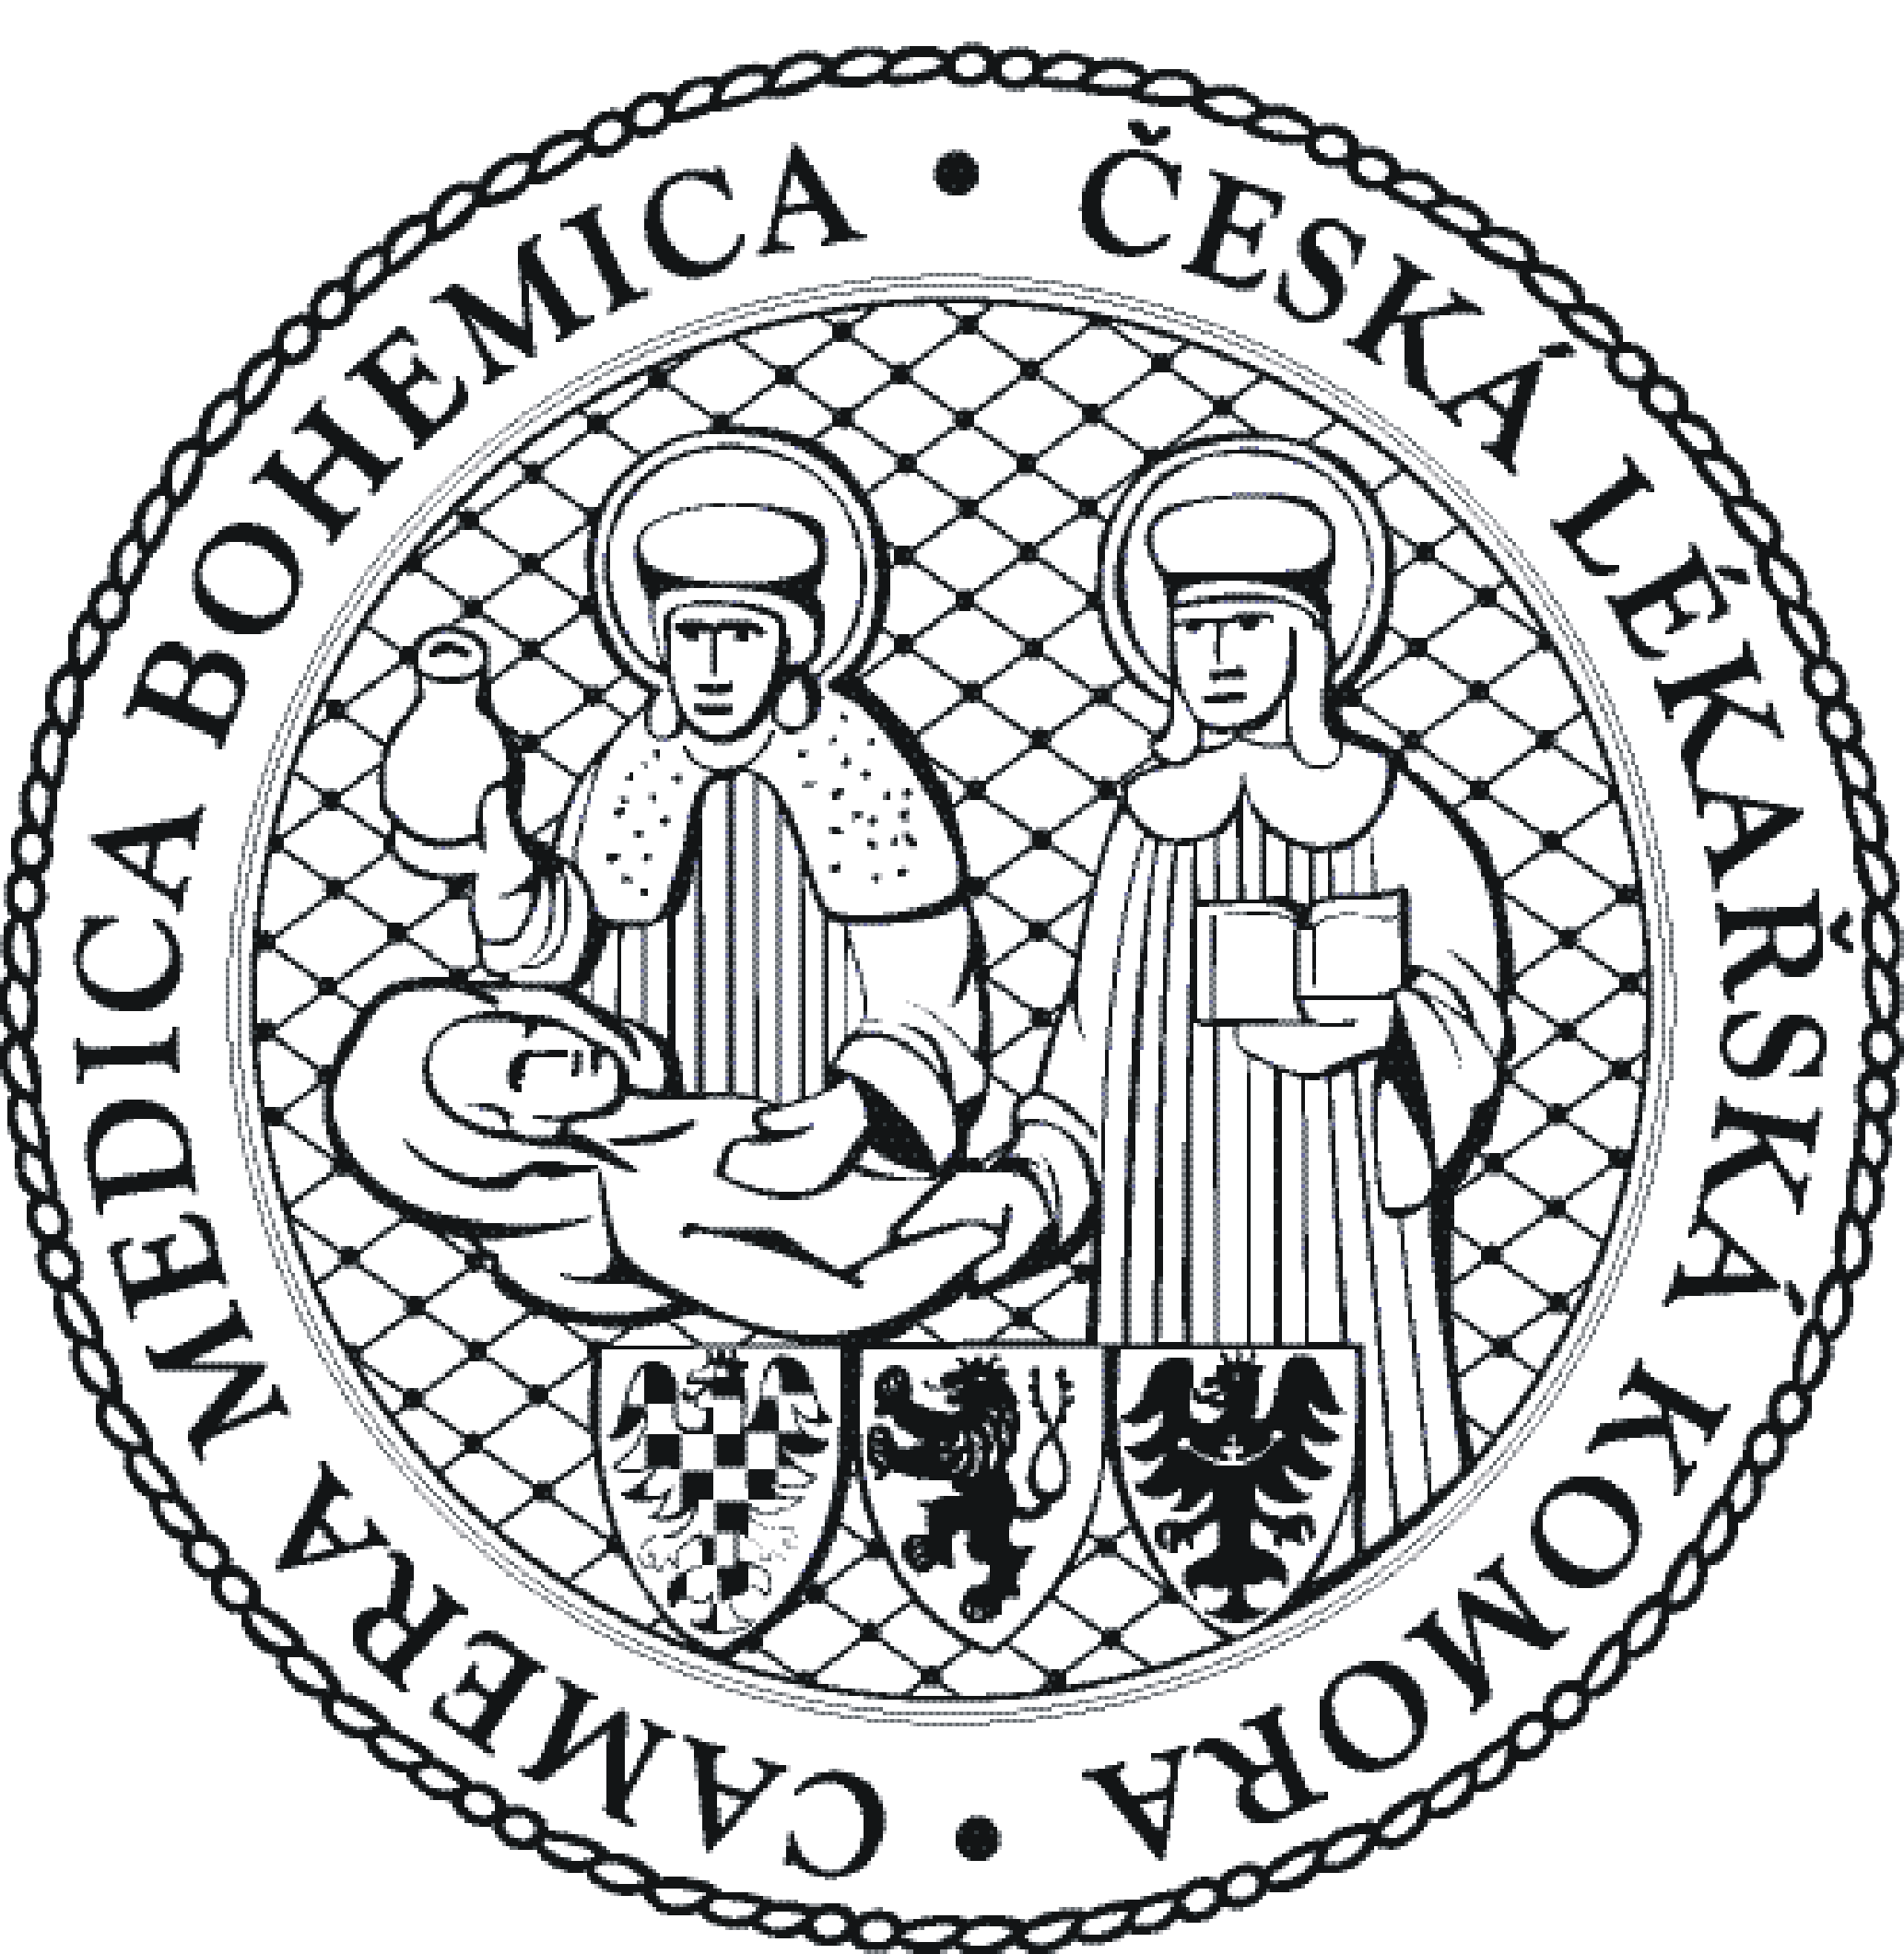 ČESKÁ LÉKAŘSKÁ KOMORA
•
CAMERA MEDICA BOHEMICA
•